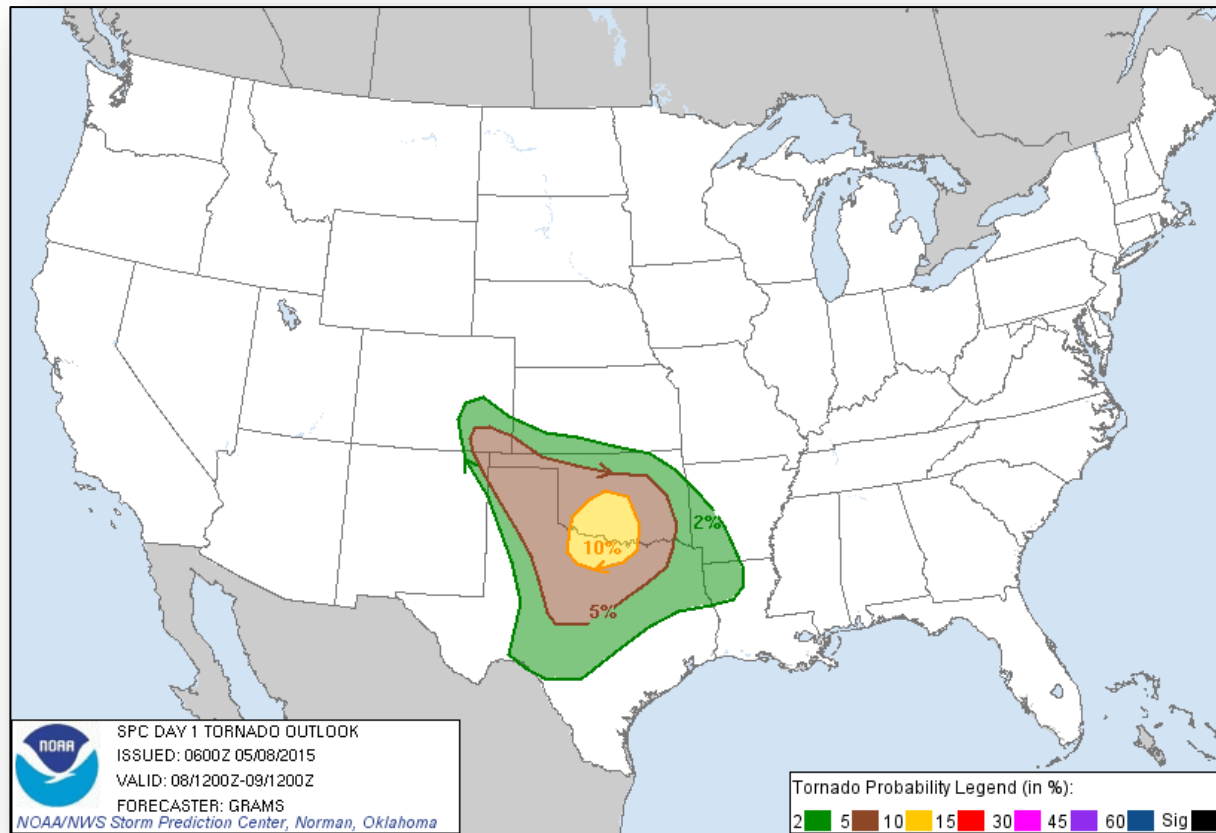 2%
10%
5%
NOAA
SPC DAY 1 TORNADO OUTLOOK
ISSUED: 0600Z 05/08/2015
VALID: 08/1200Z-09/1200Z
FORECASTER: GRAMS
NOAA/NWS Storm Prediction Center, Norman, Oklahoma
Tornado Probability Legend (in %):
2 5 10 15 30 45 60 Sig